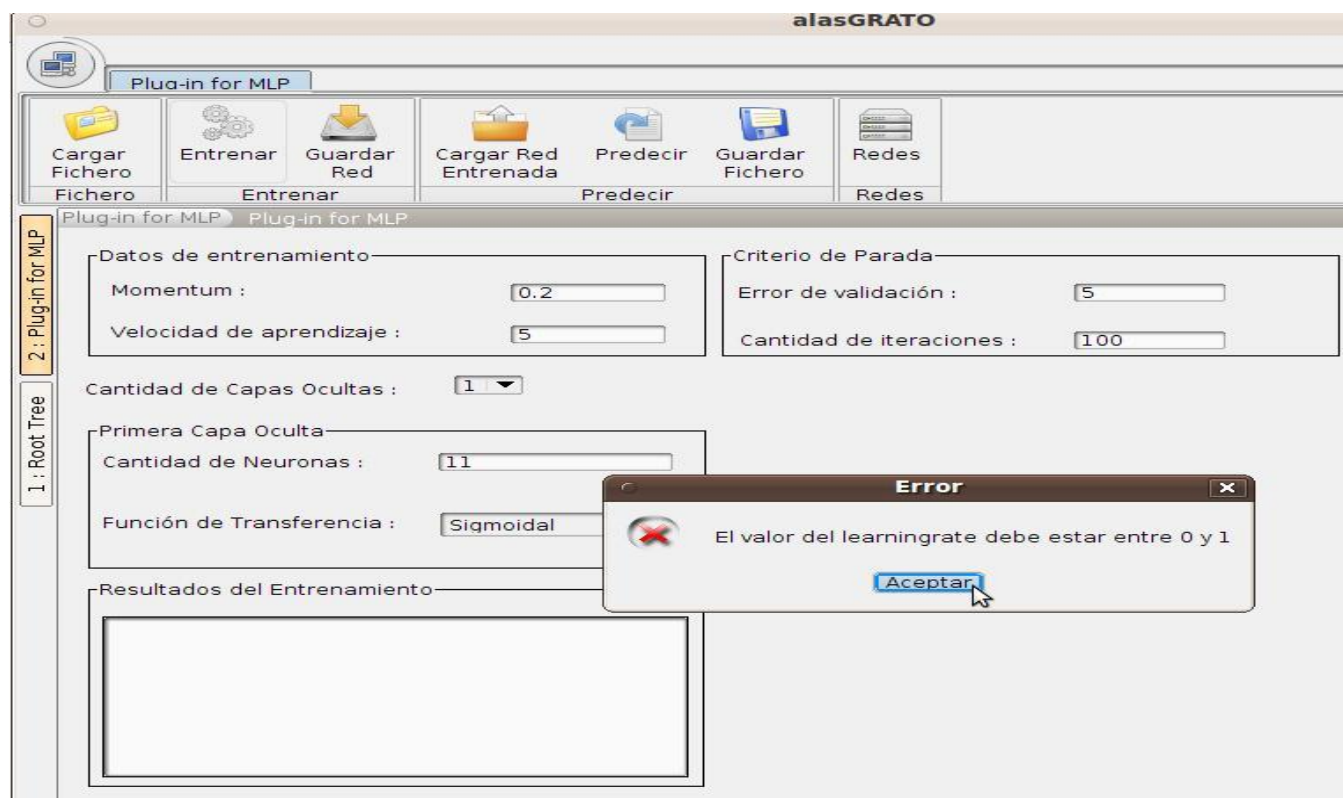 alasGRATO
Plug-in for MLP
Cargar Fichero
Entrenar
Guardar Red
Cargar Red Entrenada
Predecir
Guardar Fichero
Redes
Fichero
Entrenar
Predecir
Redes
Plug-in for MLP
Plug-in for MLP
2 : Plug-in for MLP
1 : Root Tree
Datos de entrenamiento
Momentum : 0.2
Velocidad de aprendizaje : 5
Criterio de Parada
Error de validación : 5
Cantidad de iteraciones : 100
Cantidad de Capas Ocultas : 1
Primera Capa Oculta
Cantidad de Neuronas : 11
Función de Transferencia : Sigmoidal
Error
El valor del learningrate debe estar entre 0 y 1
Aceptar
Resultados del Entrenamiento